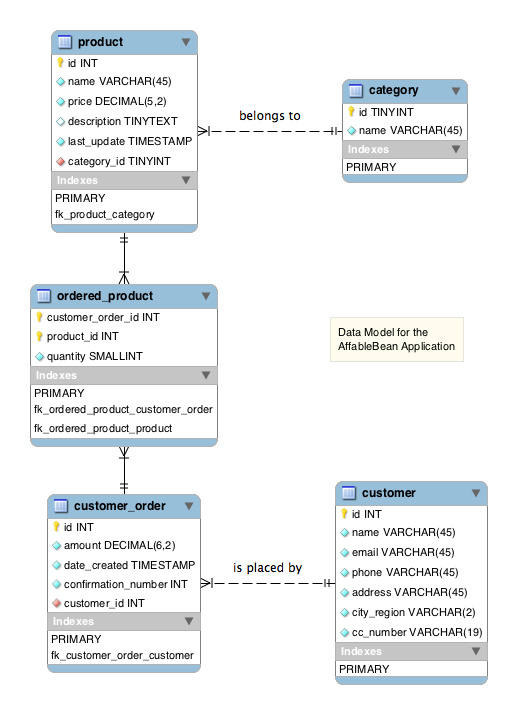 product
id INT
name VARCHAR(45)
price DECIMAL(5,2)
description TINYTEXT
last_update TIMESTAMP
category_id TINYINT
Indexes
PRIMARY
fk_product_category
belongs to
category
id TINYINT
name VARCHAR(45)
Indexes
PRIMARY
ordered_product
customer_order_id INT
product_id INT
quantity SMALLINT
Indexes
PRIMARY
fk_ordered_product_customer_order
fk_ordered_product_product
Data Model for the
AffableBean Application
customer_order
id INT
amount DECIMAL(6,2)
date_created TIMESTAMP
confirmation_number INT
customer_id INT
Indexes
PRIMARY
fk_customer_order_customer
is placed by
customer
id INT
name VARCHAR(45)
email VARCHAR(45)
phone VARCHAR(45)
address VARCHAR(45)
city_region VARCHAR(2)
cc_number VARCHAR(19)
Indexes
PRIMARY